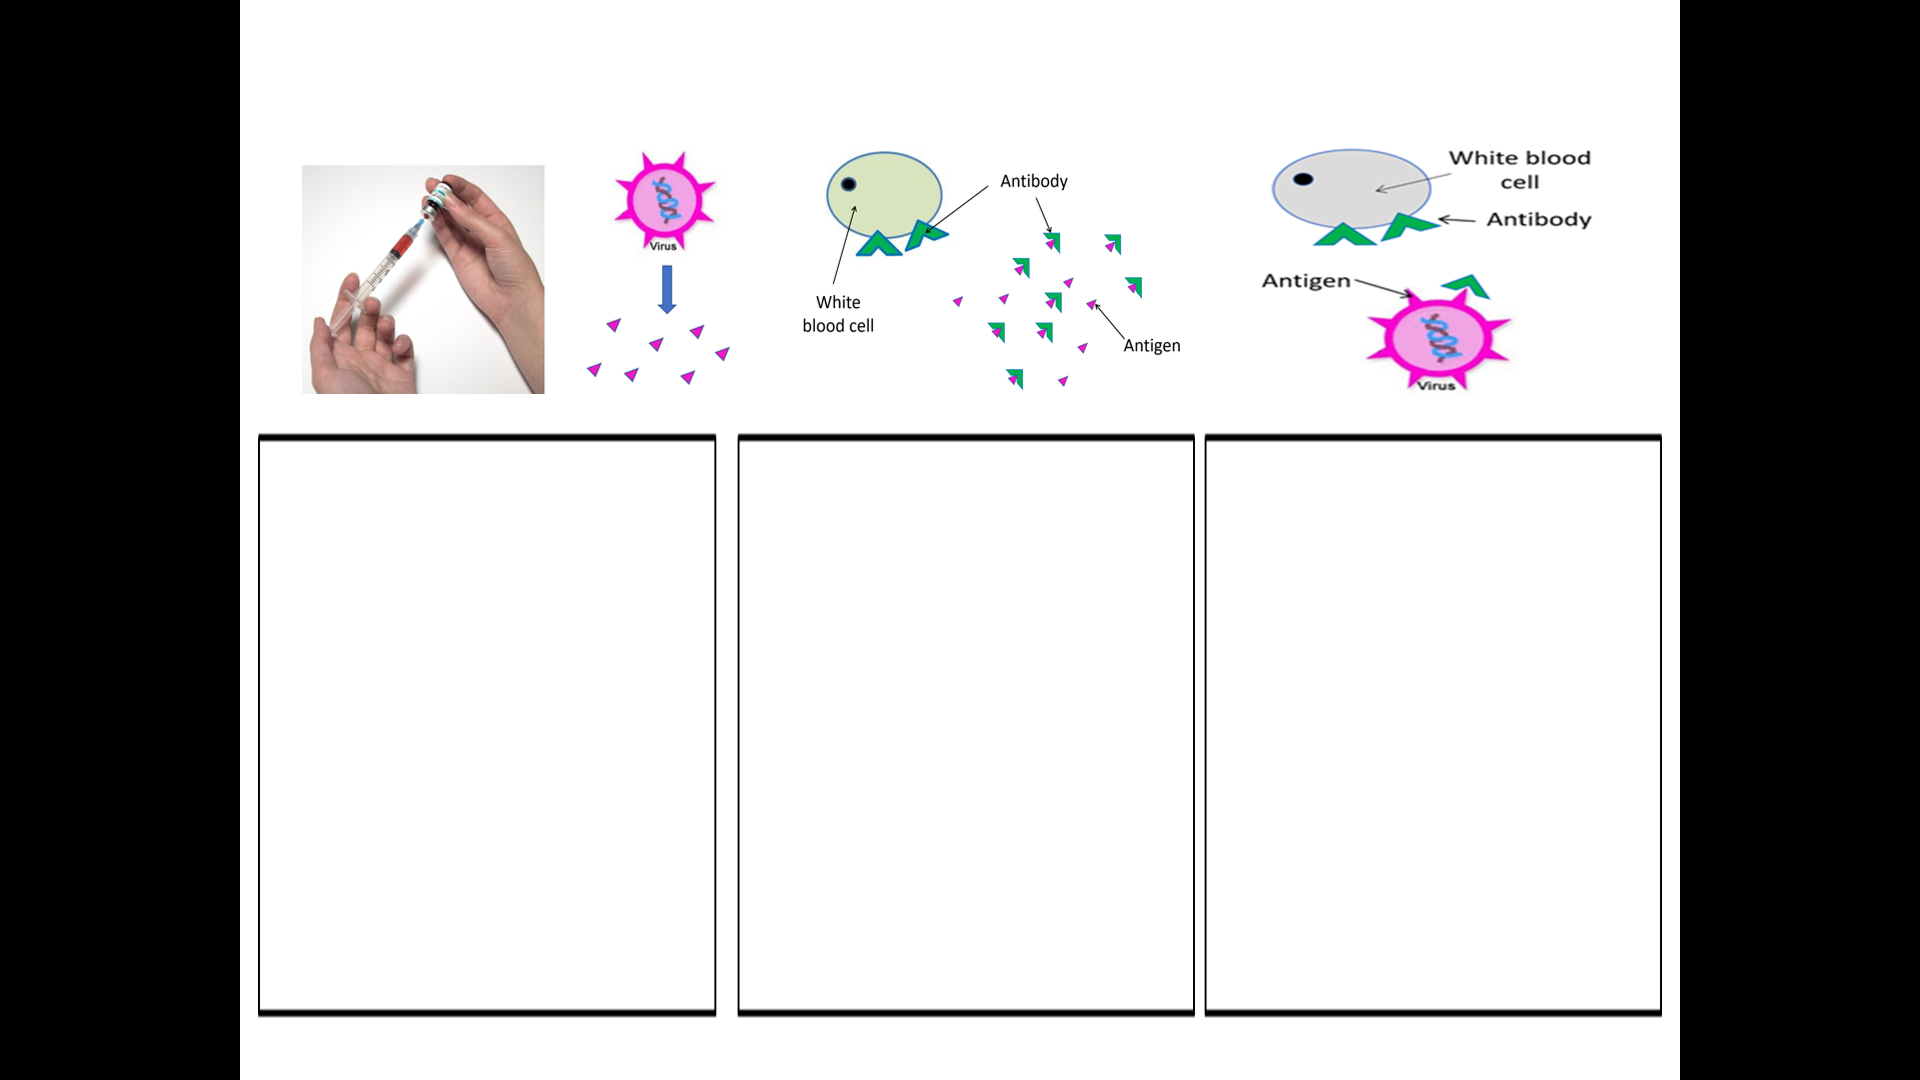 Virus
Antibody
White
blood cell
Antigen
White blood
cell
Antibody
Antigen
Virus